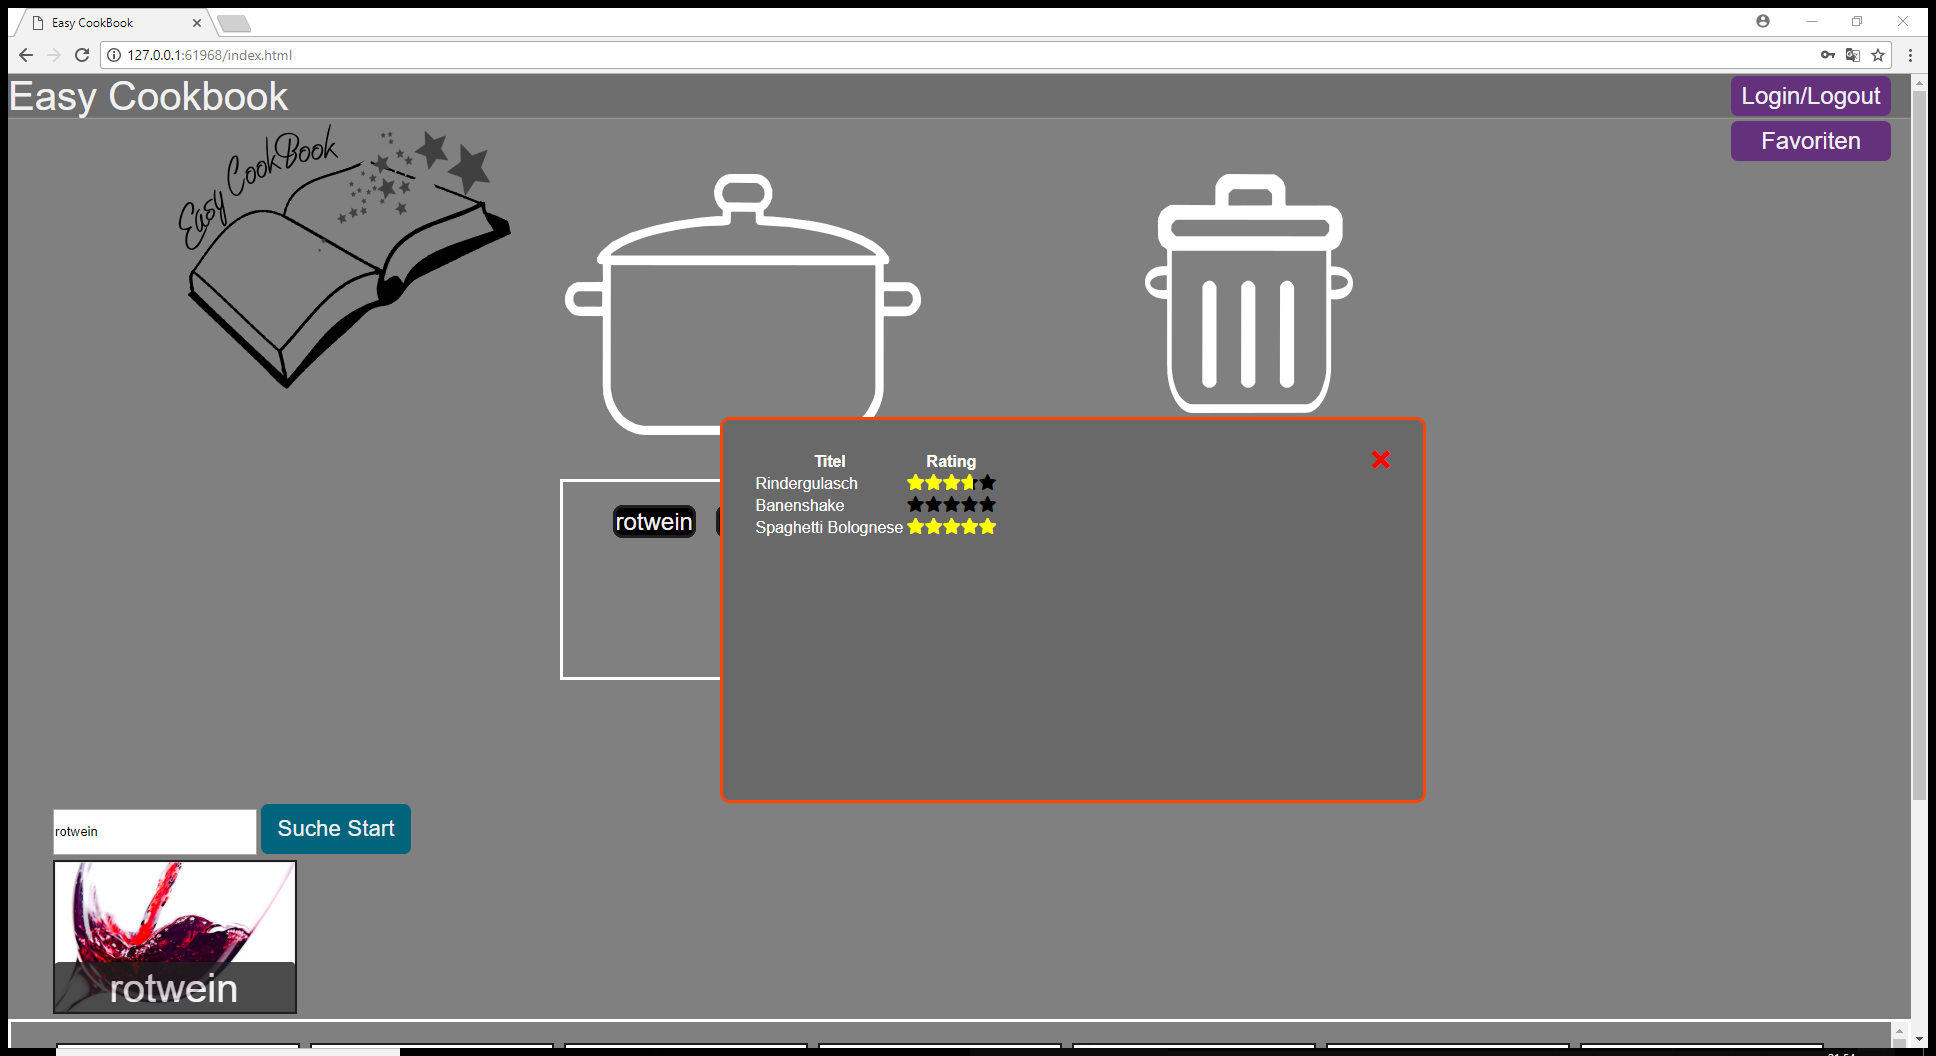 Easy CookBook
127.0.0.1:61968/index.html
Easy Cookbook
Login/Logout
Favoriten
Easy CookBook
Titel Rating
Rindergulasch
Banenshake
Spaghetti Bolognese
rotwein
rotwein
Suche Start
rotwein